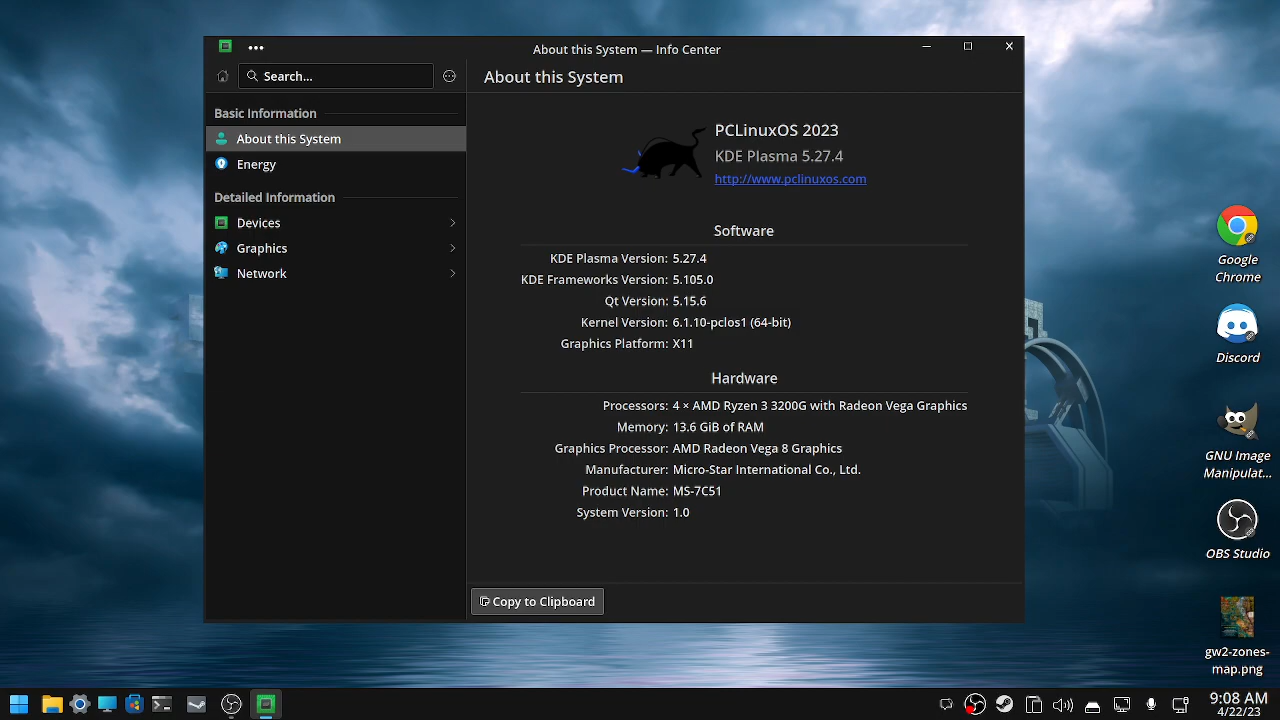 About this System — Info Center
Search...
About this System
Basic Information
About this System
Energy
Detailed Information
Devices
Graphics
Network
PCLinuxOS 2023
KDE Plasma 5.27.4
http://www.pclinuxos.com
Software
KDE Plasma Version: 5.27.4
KDE Frameworks Version: 5.105.0
Qt Version: 5.15.6
Kernel Version: 6.1.10-pclos1 (64-bit)
Graphics Platform: X11
Hardware
Processors: 4 × AMD Ryzen 3 3200G with Radeon Vega Graphics
Memory: 13.6 GiB of RAM
Graphics Processor: AMD Radeon Vega 8 Graphics
Manufacturer: Micro-Star International Co., Ltd.
Product Name: MS-7C51
System Version: 1.0
Copy to Clipboard
Google
Chrome
Discord
GNU Image
Manipulat...
OBS Studio
gw2-zones-
map.png
9:08 AM
4/22/23